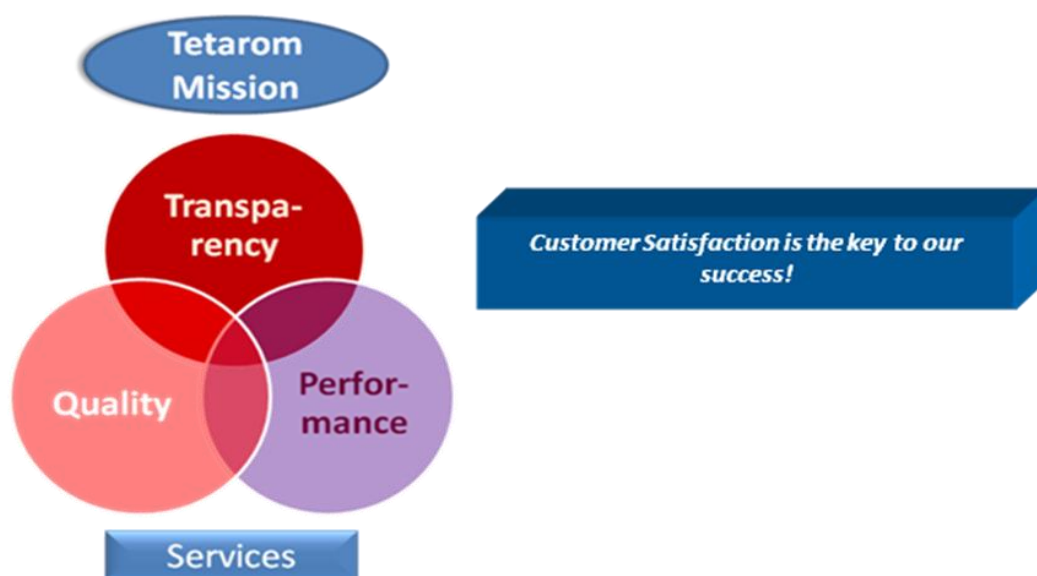 Tetarom
Mission
Transpa-
rency
Customer Satisfaction is the key to our
success!
Quality
Perfor-
mance
Services